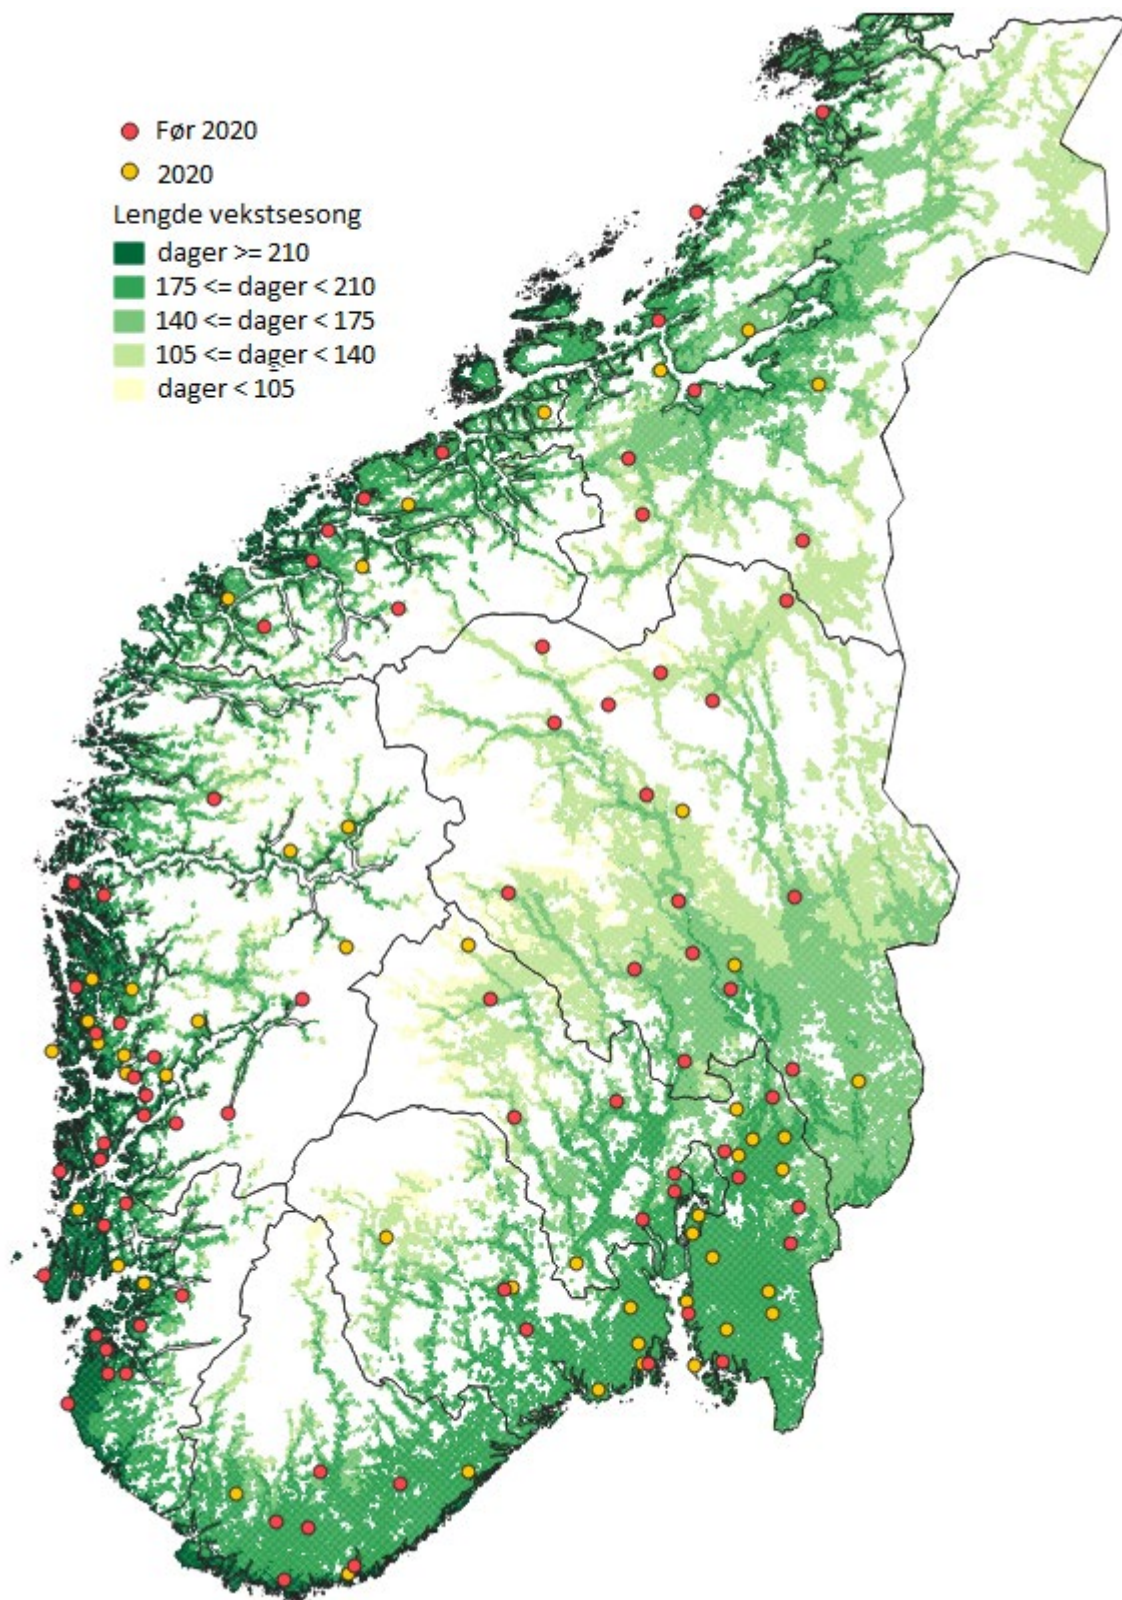 Før 2020
2020
Lengde vekstsesong
dager >= 210
175 <= dager < 210
140 <= dager < 175
105 <= dager < 140
dager < 105